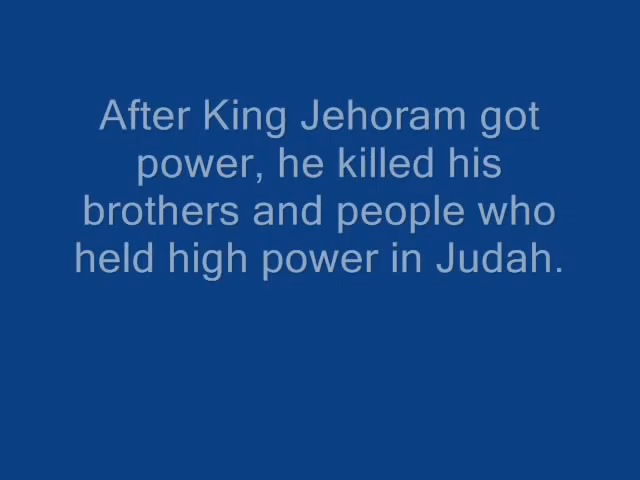 After King Jehoram got
power, he killed his
brothers and people who
held high power in Judah.